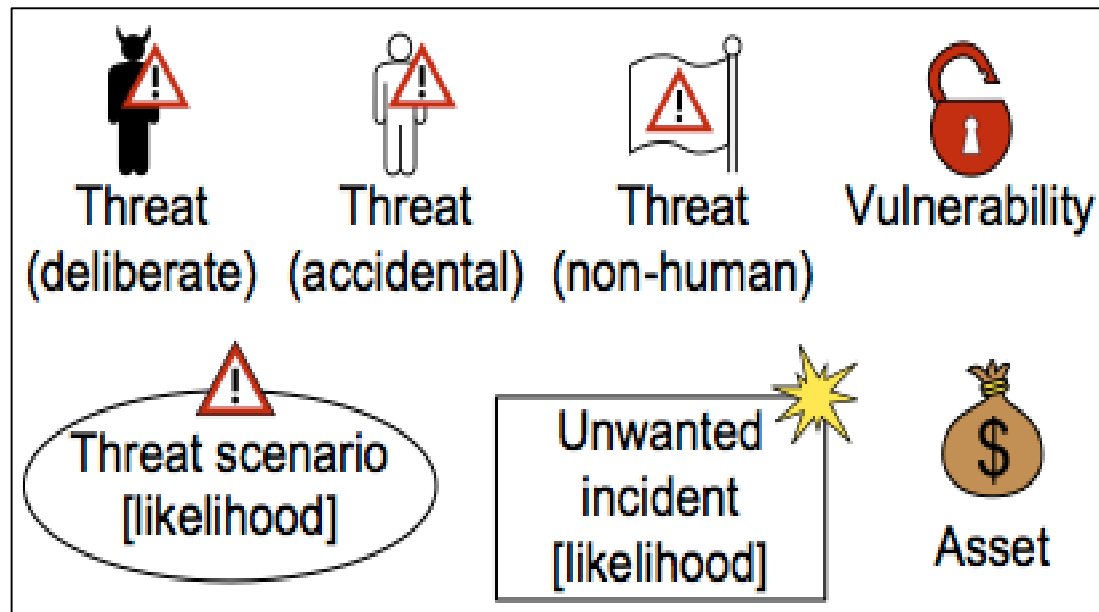 Threat
(deliberate)
Threat
(accidental)
Threat
(non-human)
Vulnerability
Threat scenario
[likelihood]
Unwanted
incident
[likelihood]
$
Asset